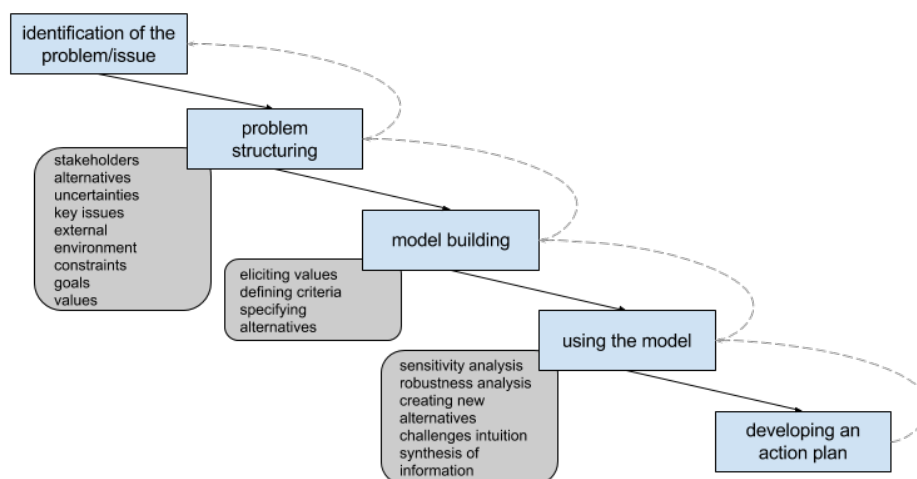 identification of the
problem/issue
problem
structuring
stakeholders
alternatives
uncertainties
key issues
external
environment
constraints
goals
values
model building
eliciting values
defining criteria
specifying
alternatives
using the model
sensitivity analysis
robustness analysis
creating new
alternatives
challenges intuition
synthesis of
information
developing an
action plan